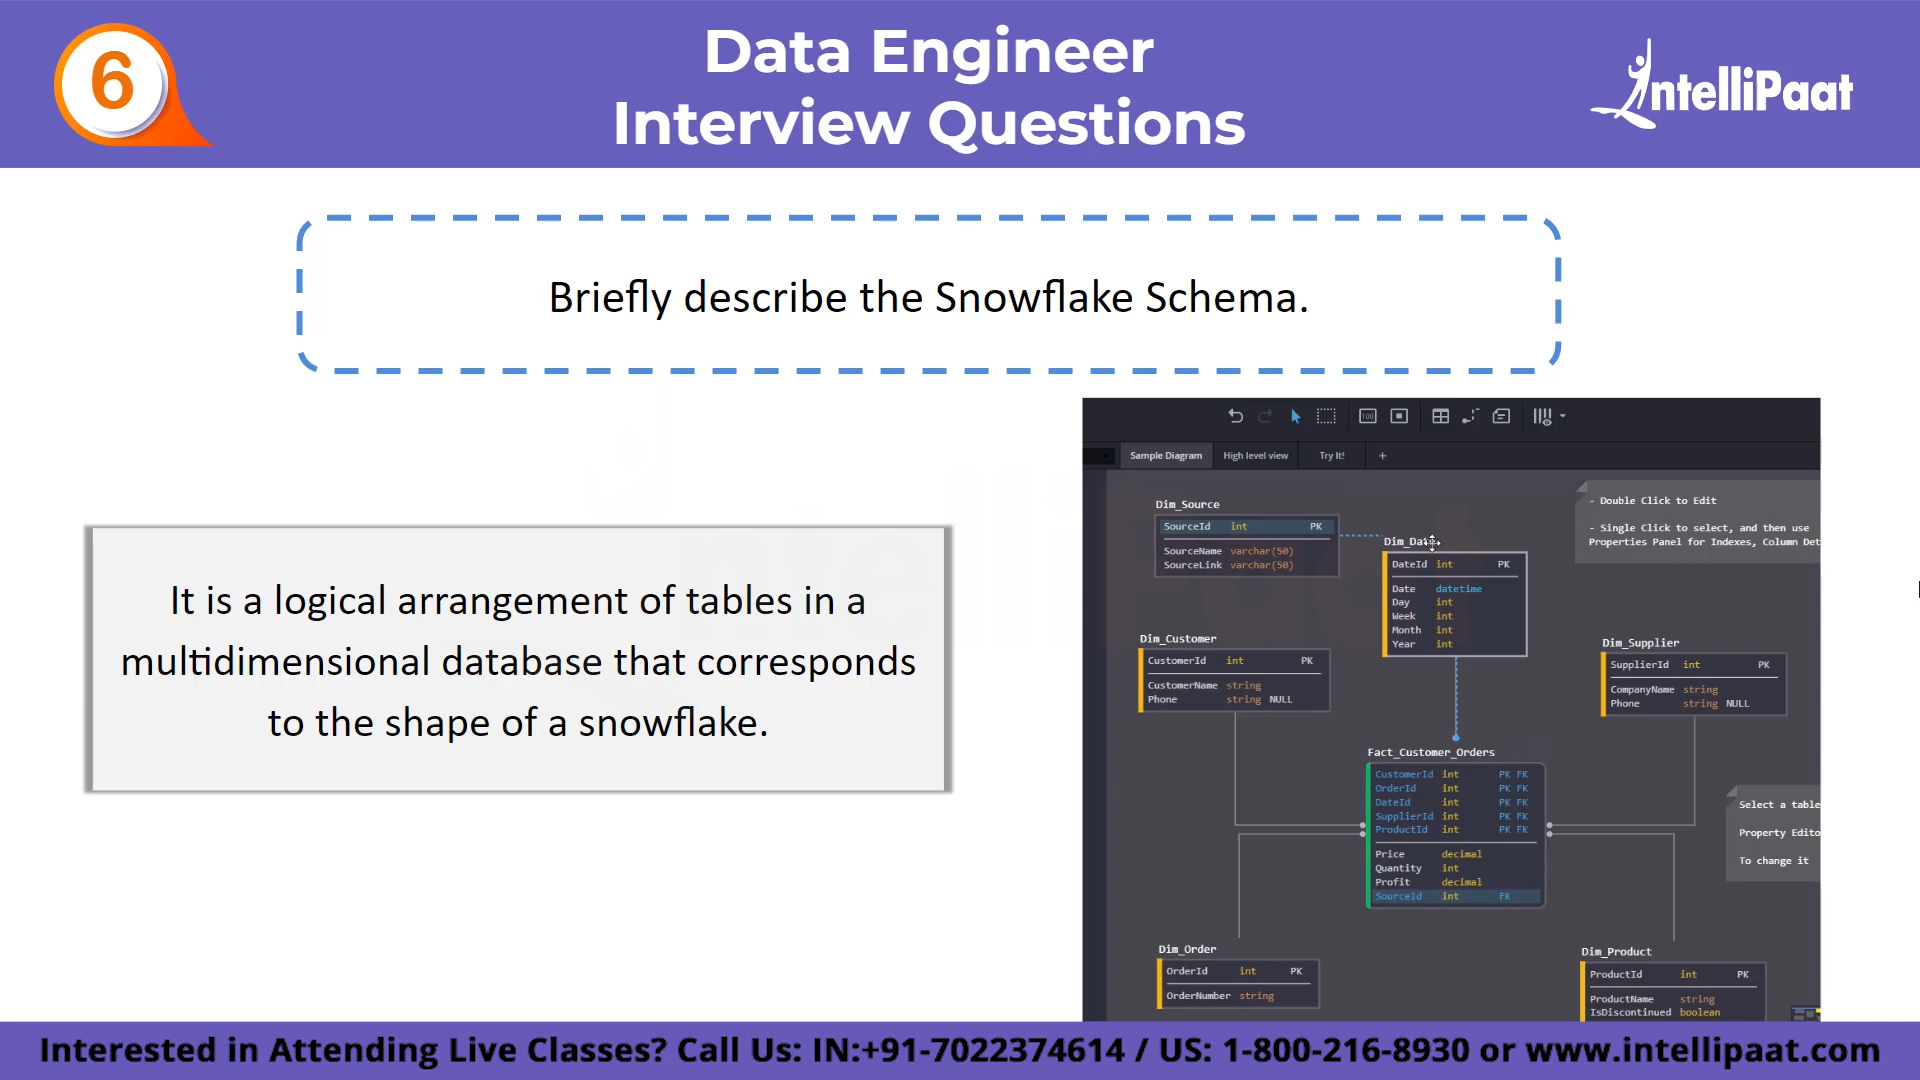 6
Data Engineer
Interview Questions
IntelliPaat
Briefly describe the Snowflake Schema.
It is a logical arrangement of tables in a
multidimensional database that corresponds
to the shape of a snowflake.
100
Sample Diagram High level view Try It! +
Dim_Source
SourceId int PK
SourceName varchar(50)
SourceLink varchar(50)
DateId int PK
Date datetime
Day int
Week int
Month int
Year int
- Double Click to Edit
- Single Click to select, and then use
Properties Panel for Indexes, Column Det
Dim_Customer
CustomerId int PK
CustomerName string
Phone string NULL
Dim_Supplier
SupplierId int PK
CompanyName string
Phone string NULL
Fact_Customer_Orders
CustomerId int PK FK
OrderId int PK FK
DateId int PK FK
SupplierId int PK FK
ProductId int PK FK
Price decimal
Quantity int
Profit decimal
SourceId int FK
Select a table
Property Edito
To change it
Dim_Order
OrderId int PK
OrderNumber string
Dim_Product
ProductId int PK
ProductName string
IsDiscontinued boolean
Interested in Attending Live Classes? Call Us: IN:+91-7022374614 / US: 1-800-216-8930 or www.intellipaat.com